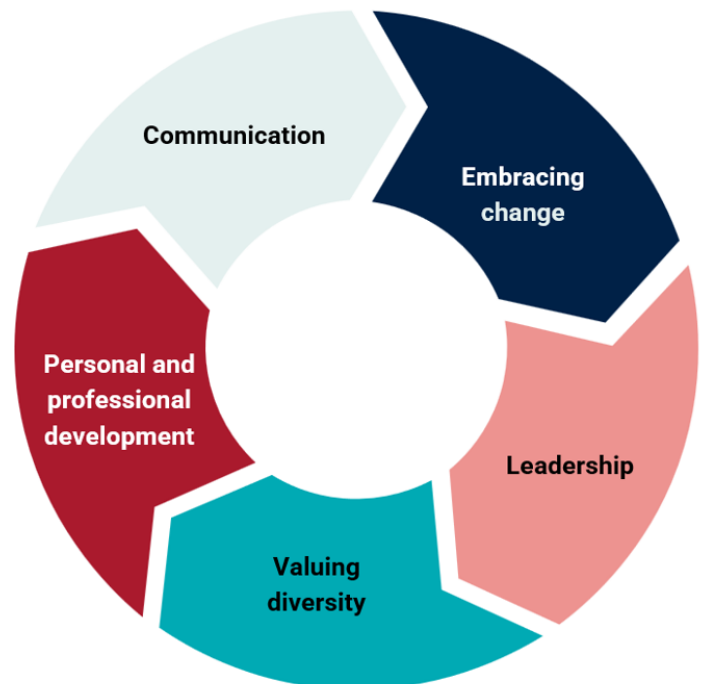 Communication
Embracing
change
Leadership
Valuing
diversity
Personal and
professional
development